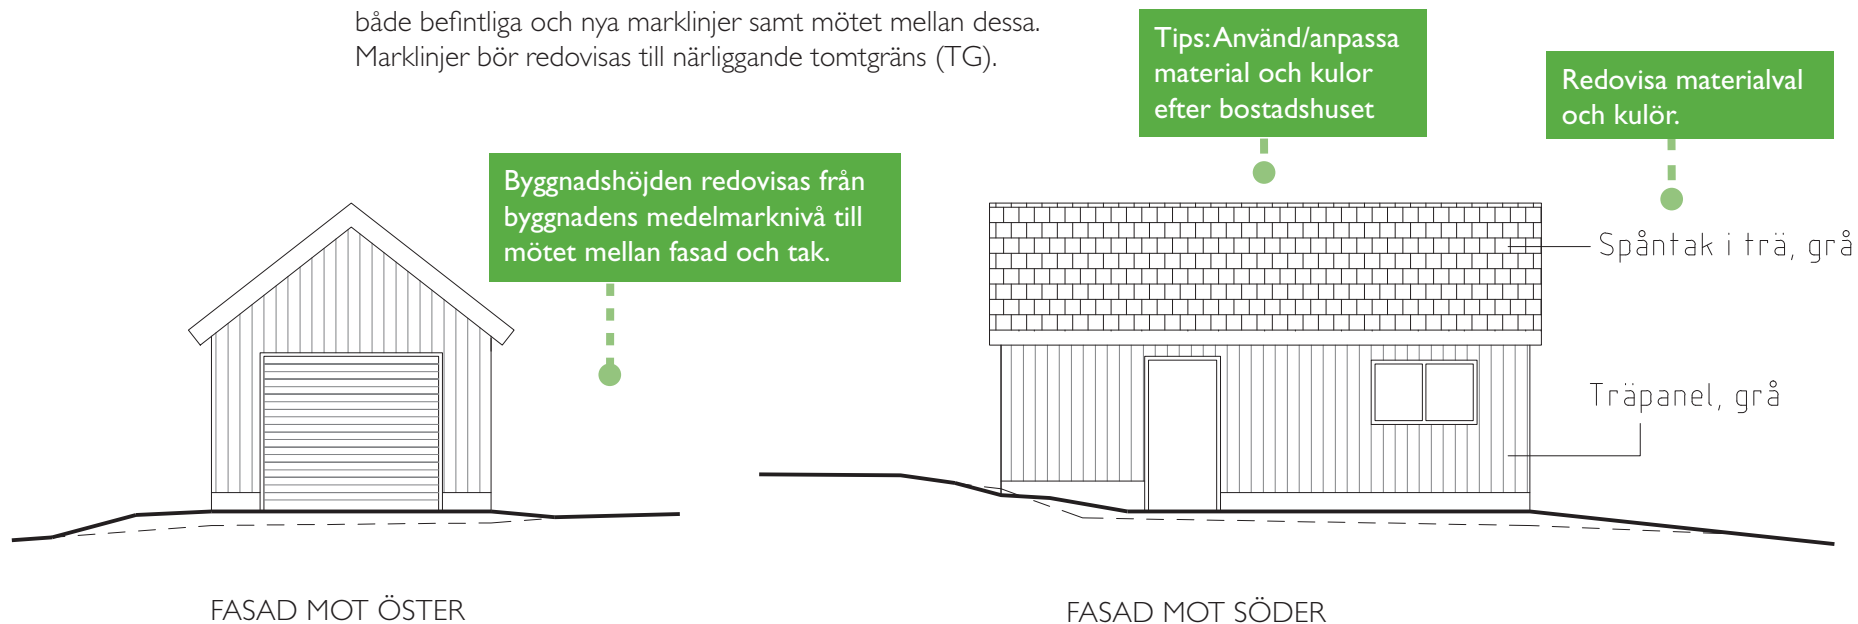 både befintliga och nya marklinjer samt mötet mellan dessa.
Marklinjer bör redovisas till närliggande tomtgräns (TG).
Tips: Använd/anpassa
material och kulor
efter bostadshuset
Redovisa materialval
och kulör.
Byggnadshöjden redovisas från
byggnadens medelmarknivå till
mötet mellan fasad och tak.
Spåntak i trä, grå
Träpanel, grå
FASAD MOT ÖSTER
FASAD MOT SÖDER